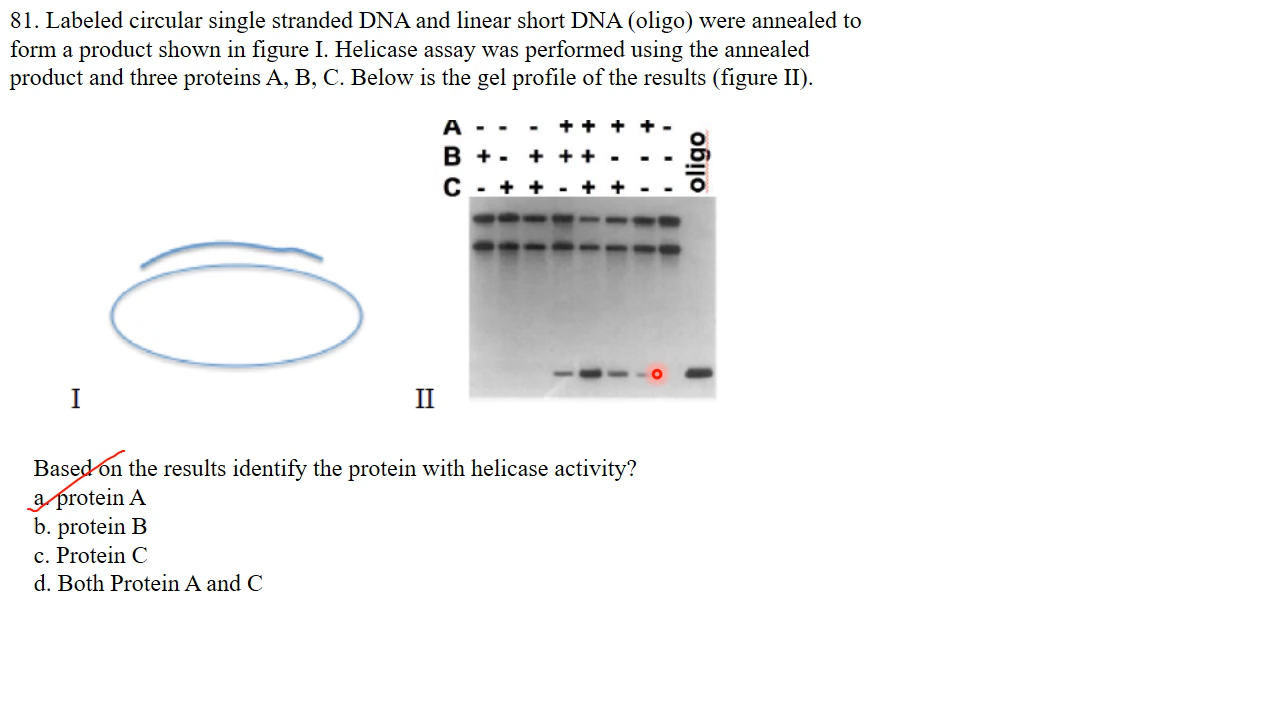 81. Labeled circular single stranded DNA and linear short DNA (oligo) were annealed to
form a product shown in figure I. Helicase assay was performed using the annealed
product and three proteins A, B, C. Below is the gel profile of the results (figure II).
A - - - + + + + -
B + - + + + - - -
C - + + - + + - -
oligo
I
II
Based on the results identify the protein with helicase activity?
a. protein A
b. protein B
c. Protein C
d. Both Protein A and C